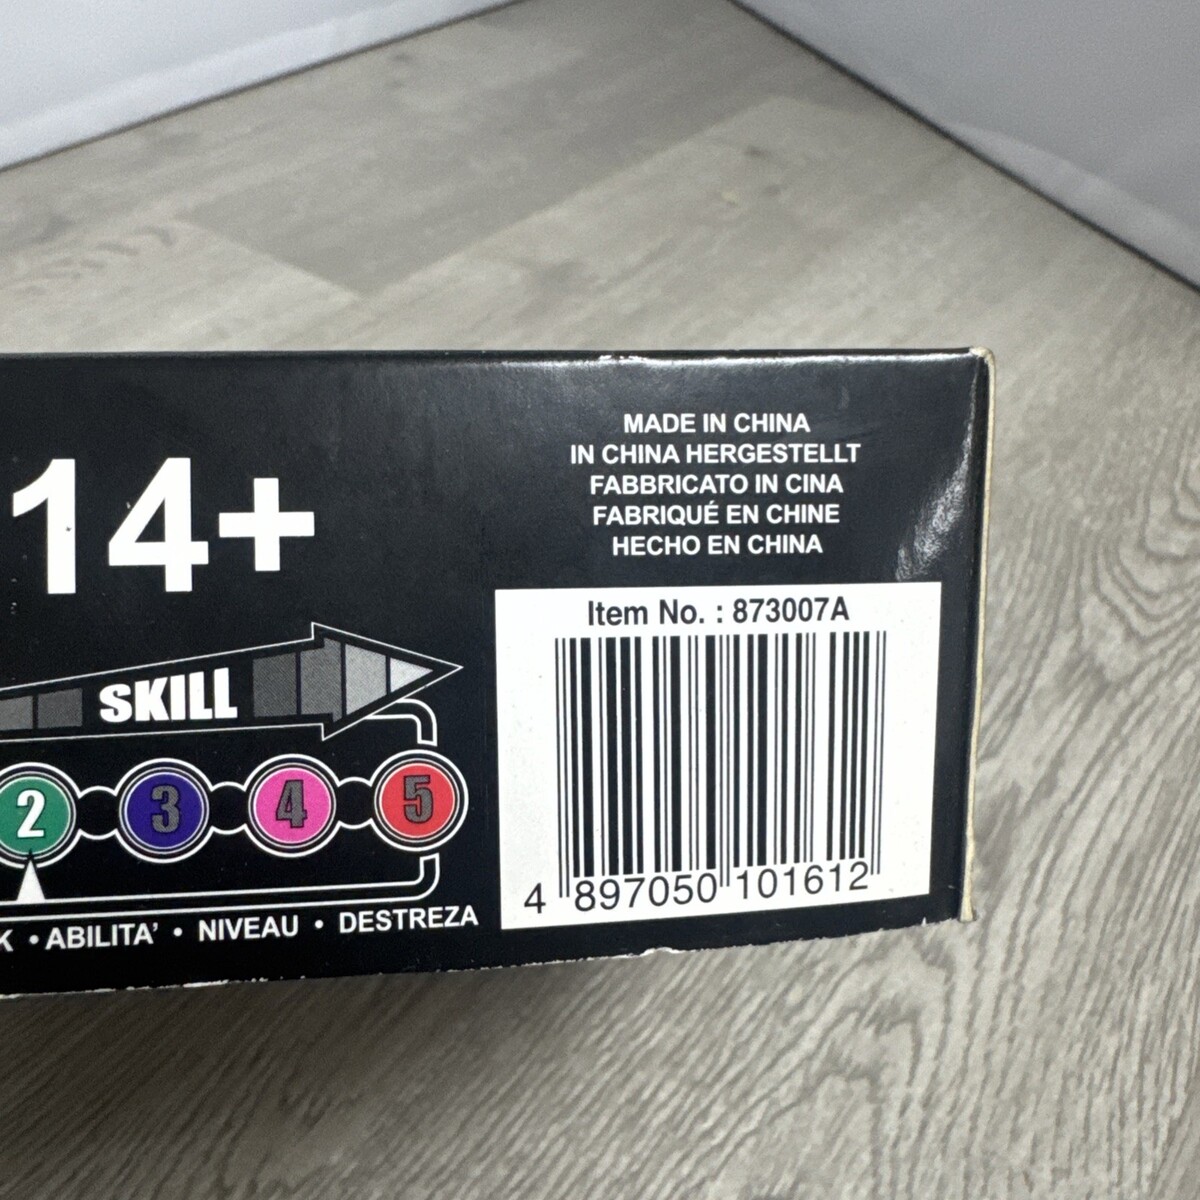 14+
MADE IN CHINA
IN CHINA HERGESTELLT
FABBRICATO IN CINA
FABRIQUÉ EN CHINE
HECHO EN CHINA
Item No. : 873007A
4 897050 101612
SKILL
2 3 4 5
K • ABILITA' • NIVEAU • DESTREZA